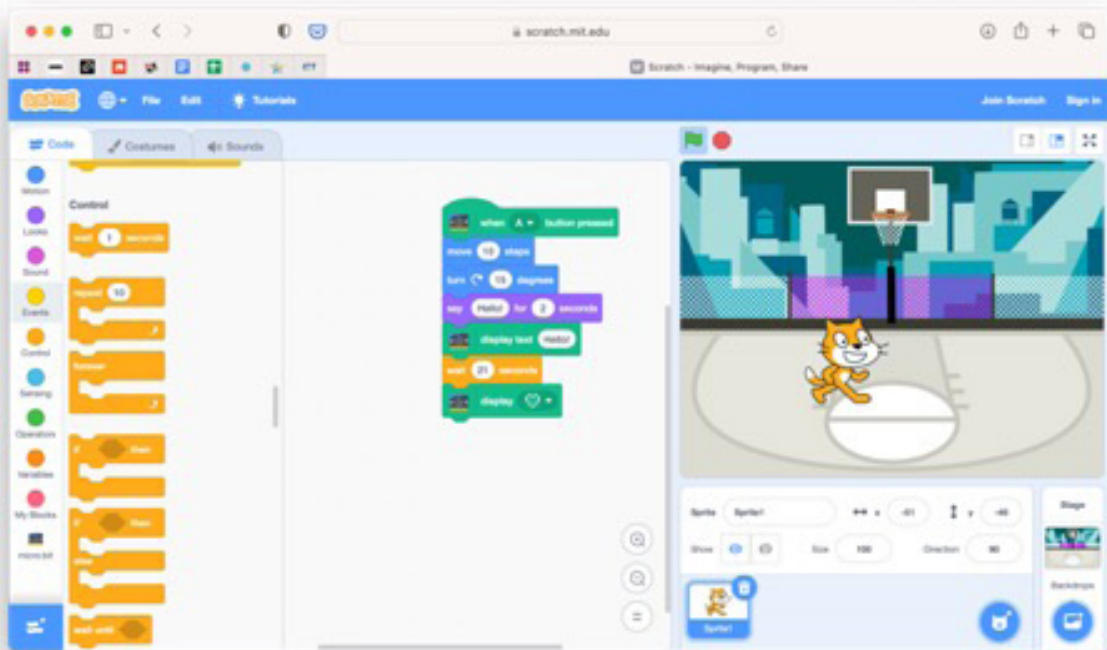 scratch.mit.edu
Scratch - Imagine, Program, Share
SCRATCH File Edit Tutorials Join Scratch Sign in
Code Costumes Sounds
Motion
Looks
Sound
Events
Control
Sensing
Operators
Variables
My Blocks
micro:bit
Control
wait 1 seconds
repeat 10
forever
if then
if then
else
wait until
when A button pressed
move 10 steps
turn 15 degrees
say Hello! for 2 seconds
display text Hello!
wait 21 seconds
display
Sprite Sprite1 x -51 y -46
Show Size 100 Direction 90
Sprite1
Stage
Backdrops